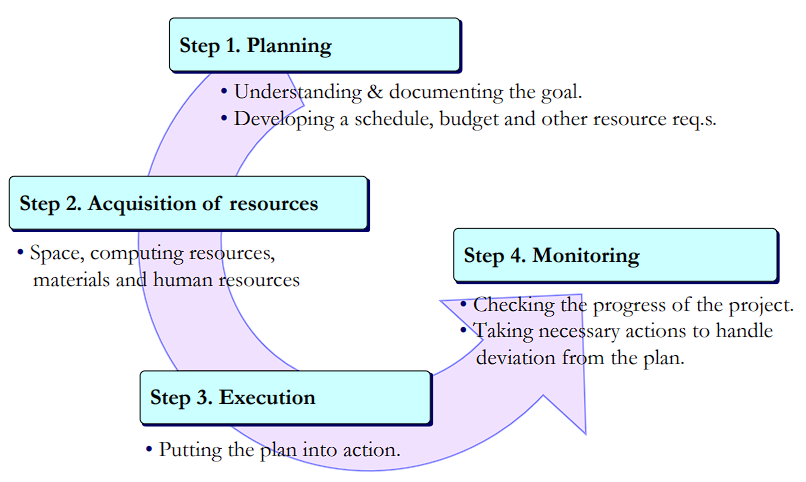 Step 1. Planning
• Understanding & documenting the goal.
• Developing a schedule, budget and other resource req.s.
Step 2. Acquisition of resources
• Space, computing resources,
materials and human resources
Step 3. Execution
• Putting the plan into action.
Step 4. Monitoring
• Checking the progress of the project.
• Taking necessary actions to handle
deviation from the plan.